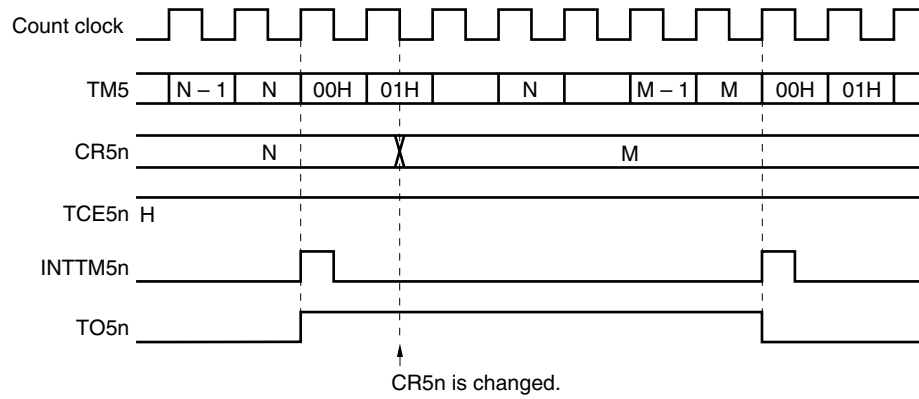 Count clock
TM5 N – 1 N 00H 01H N M – 1 M 00H 01H
CR5n N M
TCE5n H
INTTM5n
TO5n
CR5n is changed.